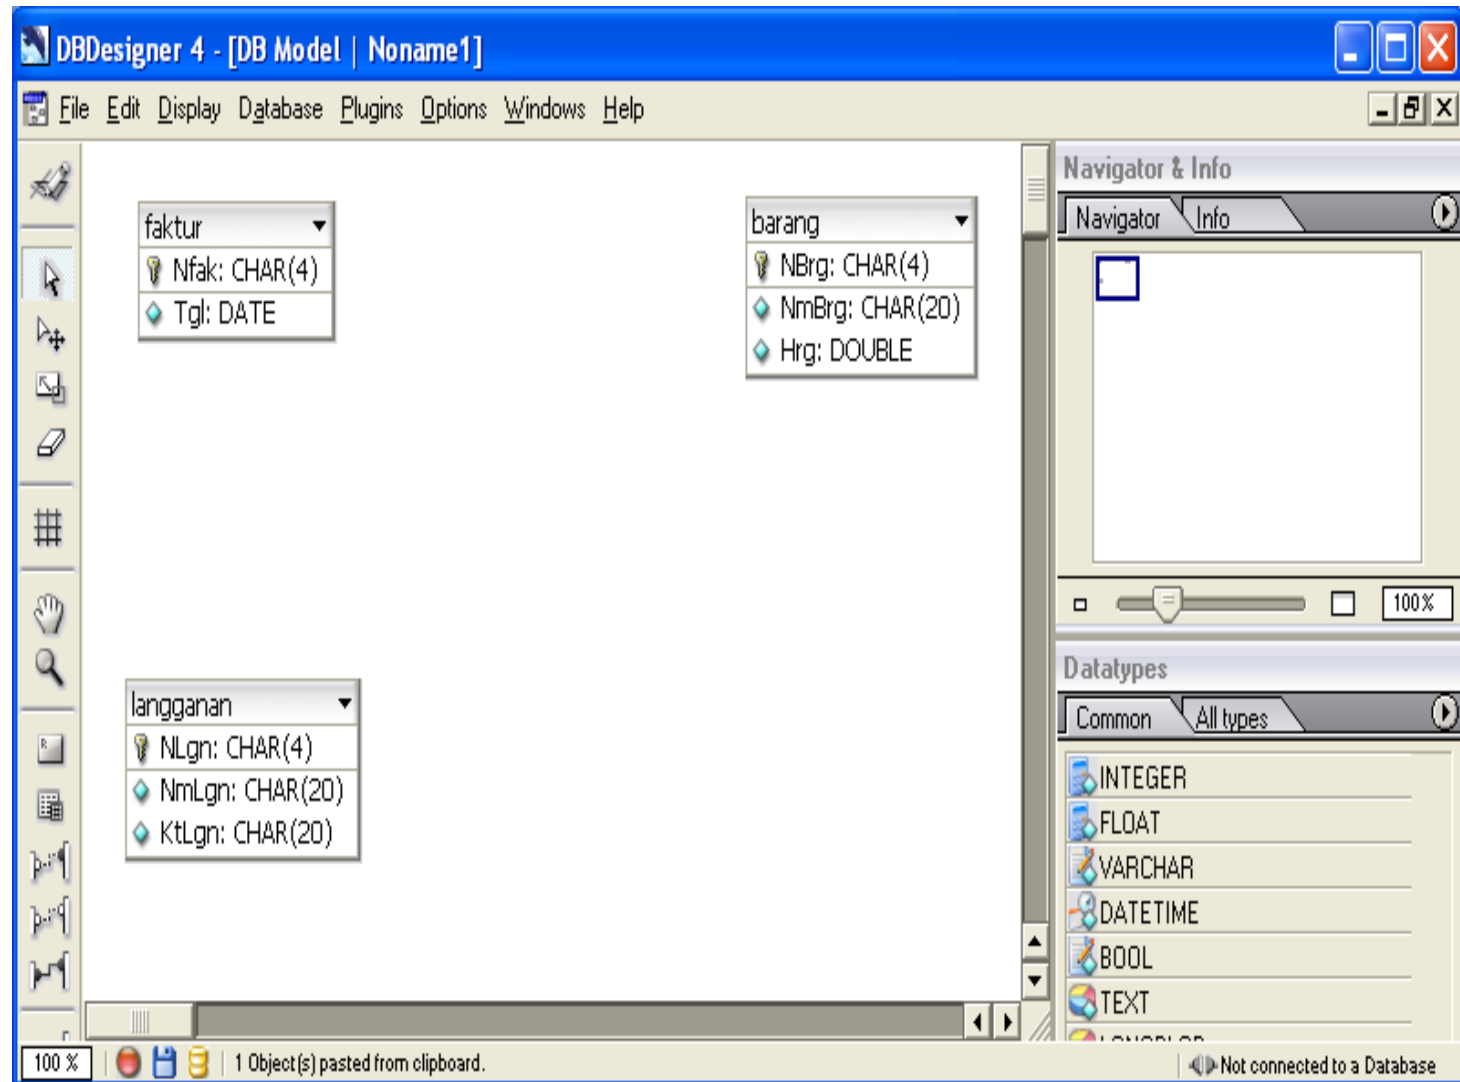 DBDesigner 4 - [DB Model | Noname1]
File Edit Display Database Plugins Options Windows Help
faktur
Nfak: CHAR(4)
Tgl: DATE
barang
NBrg: CHAR(4)
NmBrg: CHAR(20)
Hrg: DOUBLE
langganan
NLgn: CHAR(4)
NmLgn: CHAR(20)
KtLgn: CHAR(20)
Navigator & Info
Navigator Info
100%
Datatypes
Common All types
INTEGER
FLOAT
VARCHAR
DATETIME
BOOL
TEXT
100 % 1 Object(s) pasted from clipboard. Not connected to a Database